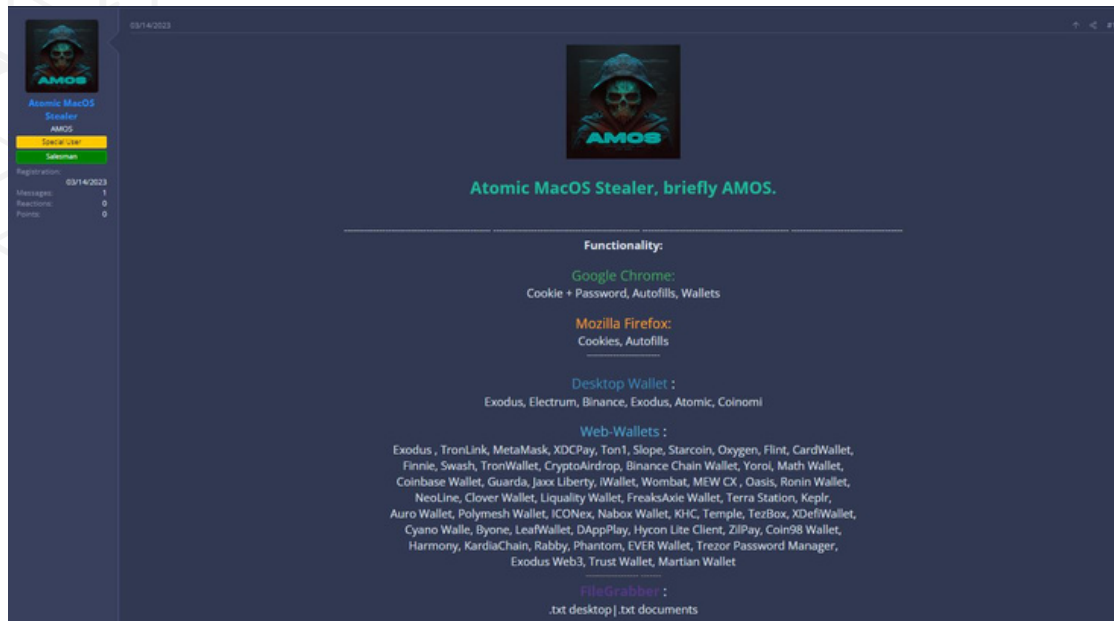 AMOS
Atomic MacOS
Stealer
AMOS
Special User
Salesman
Registration:
03/14/2023
Messages: 1
Reactions: 0
Points: 0
03/14/2023
AMOS
Atomic MacOS Stealer, briefly AMOS.
Functionality:
Google Chrome:
Cookie + Password, Autofills, Wallets
Mozilla Firefox:
Cookies, Autofills
Desktop Wallet :
Exodus, Electrum, Binance, Exodus, Atomic, Coinomi
Web-Wallets :
Exodus , TronLink, MetaMask, XDCPay, Ton1, Slope, Starcoin, Oxygen, Flint, CardWallet,
Finnie, Swash, TronWallet, CryptoAirdrop, Binance Chain Wallet, Yoroi, Math Wallet,
Coinbase Wallet, Guarda, Jaxx Liberty, iWallet, Wombat, MEW CX , Oasis, Ronin Wallet,
NeoLine, Clover Wallet, Liquality Wallet, FreaksAxie Wallet, Terra Station, Keplr,
Auro Wallet, Polymesh Wallet, ICONex, Nabox Wallet, KHC, Temple, TezBox, XDefiWallet,
Cyano Walle, Byone, LeafWallet, DAppPlay, Hycon Lite Client, ZilPay, Coin98 Wallet,
Harmony, KardiaChain, Rabby, Phantom, EVER Wallet, Trezor Password Manager,
Exodus Web3, Trust Wallet, Martian Wallet
FileGrabber :
.txt desktop|.txt documents